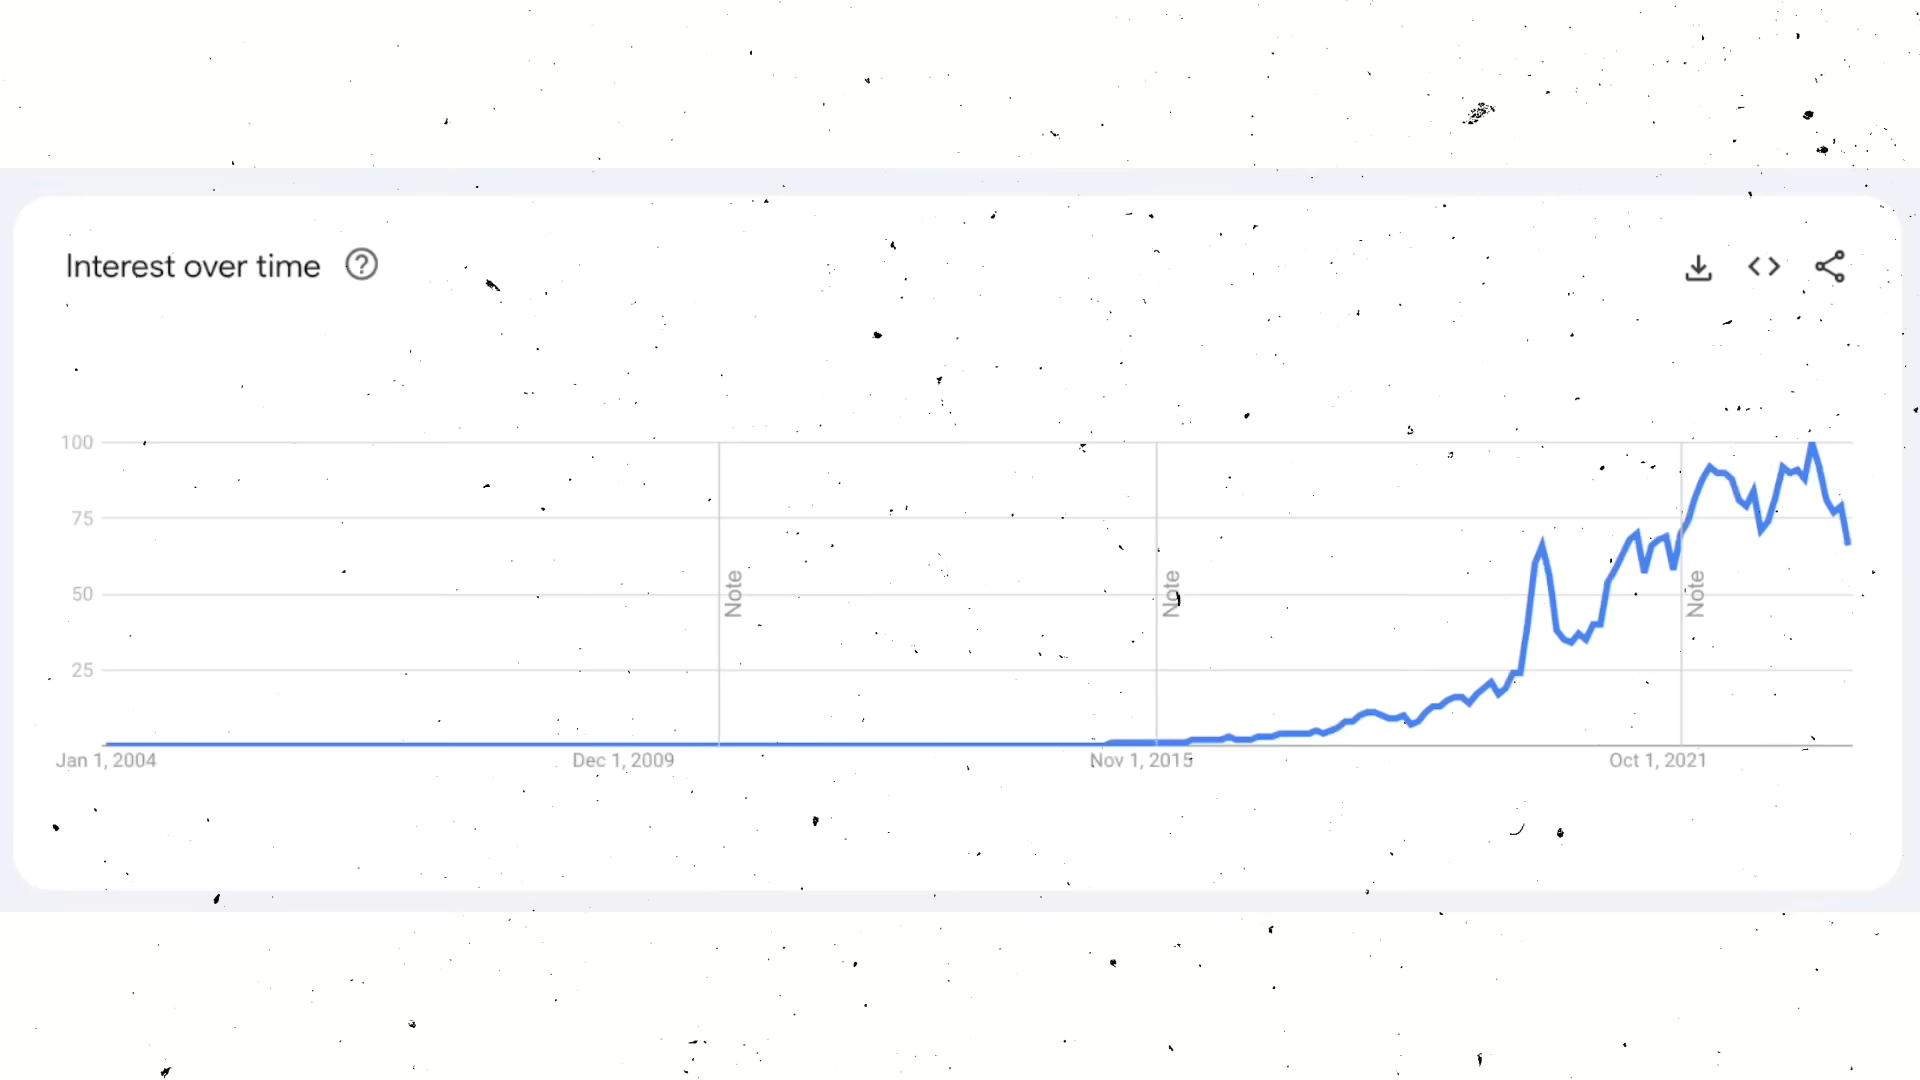 Interest over time
100
75
50
25
Note
Note
Note
Jan 1, 2004
Dec 1, 2009
Nov 1, 2015
Oct 1, 2021